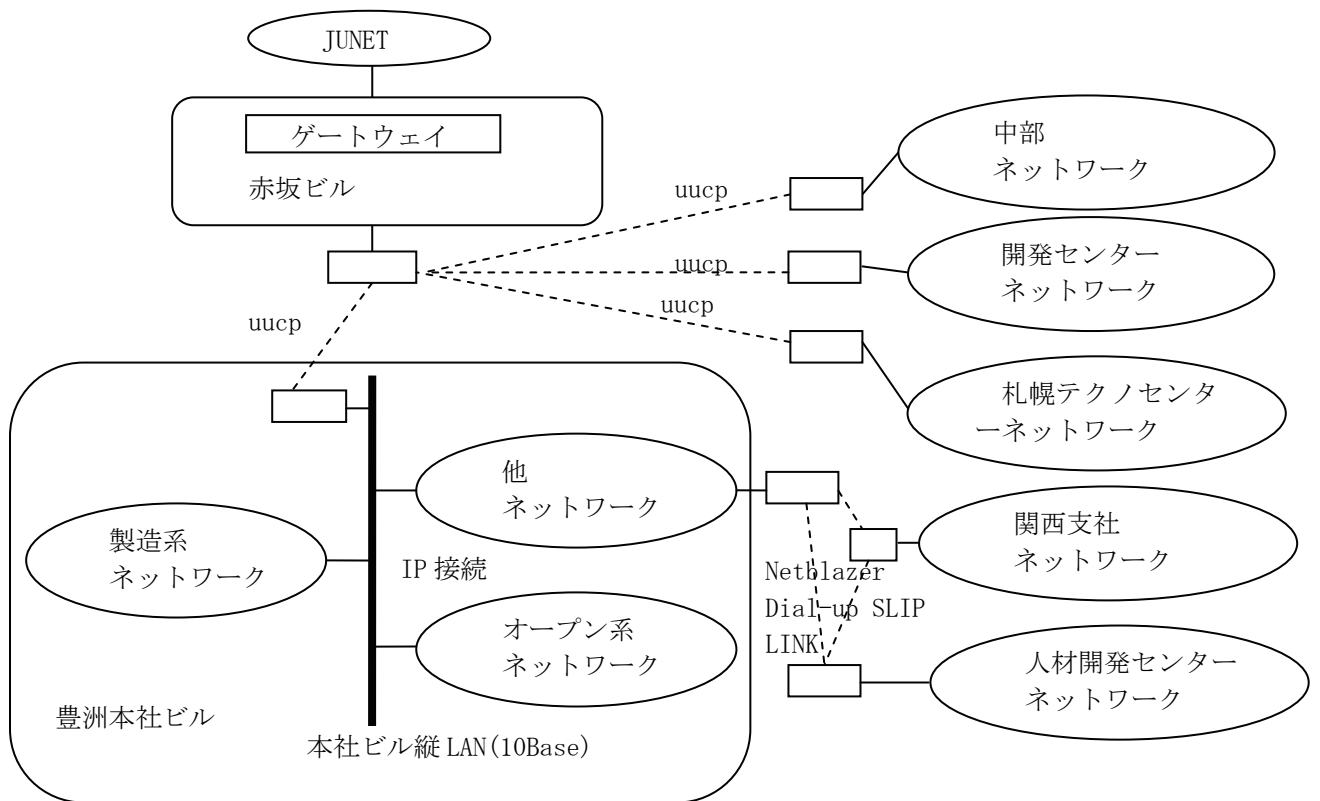 JUNET
ゲートウェイ
赤坂ビル
中部
ネットワーク
uucp
開発センター
ネットワーク
uucp
uucp
札幌テクノセンタ
ーネットワーク
uucp
他
ネットワーク
関西支社
ネットワーク
製造系
ネットワーク
IP 接続
Netblazer
Dial-up SLIP
LINK
オープン系
ネットワーク
人材開発センター
ネットワーク
豊洲本社ビル
本社ビル縦 LAN(10Base)